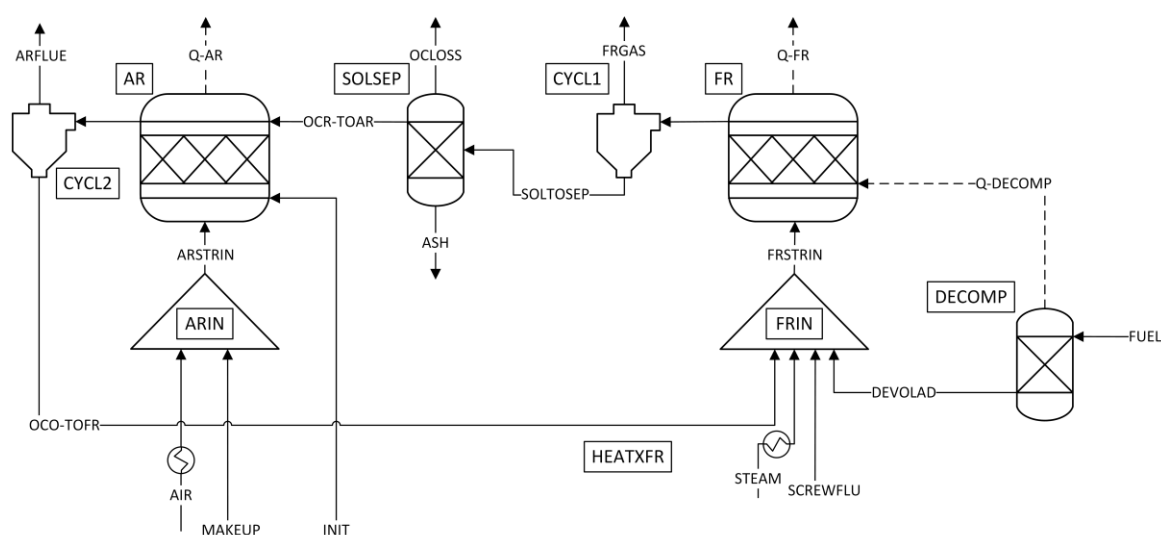 ARFLUE
Q-AR
OCLOSS
FRGAS
Q-FR
AR
SOLSEP
CYCL1
FR
OCR-TOAR
CYCL2
SOLTOSEP
Q-DECOMP
ARSTRIN
ASH
FRSTRIN
DECOMP
ARIN
FRIN
FUEL
DEVOLAD
OCO-TOFR
HEATXFR
STEAM
SCREWFLU
AIR
MAKEUP
INIT